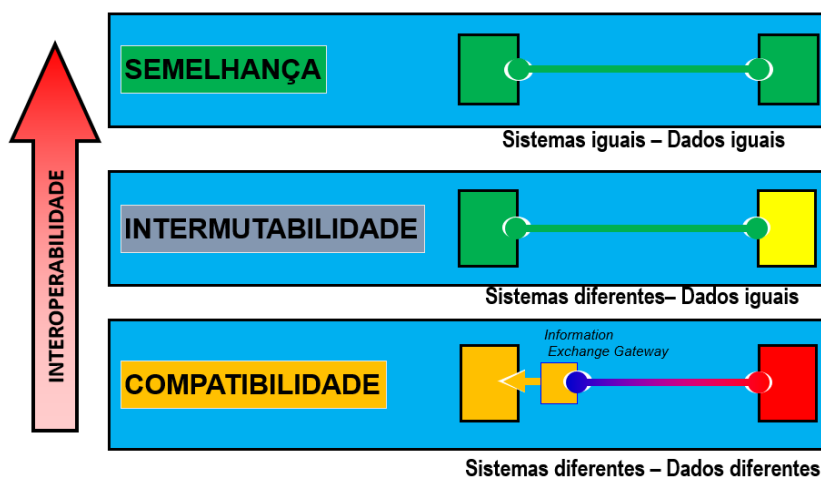 INTEROPERABILIDADE
SEMELHANÇA
Sistemas iguais – Dados iguais
INTERMUTABILIDADE
Sistemas diferentes– Dados iguais
Information
Exchange Gateway
COMPATIBILIDADE
Sistemas diferentes – Dados diferentes